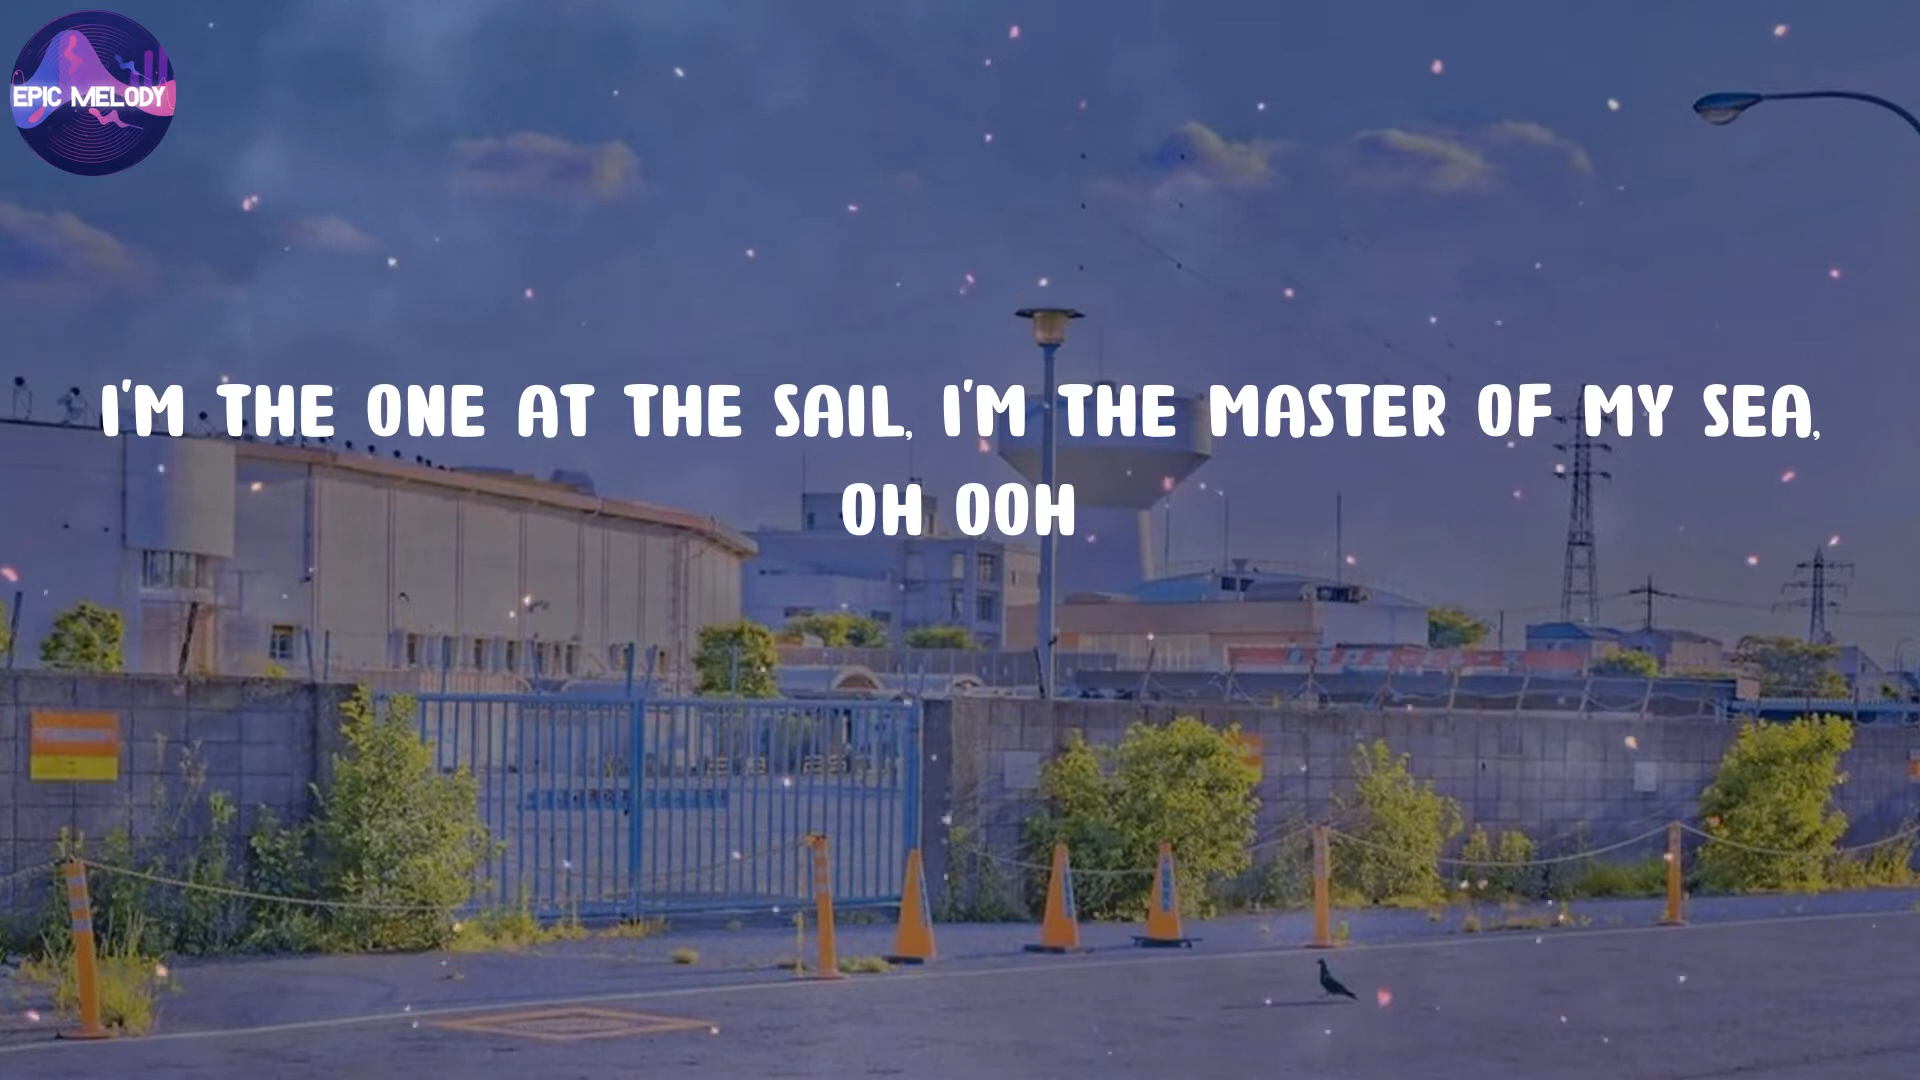 EPIC MELODY
I'M THE ONE AT THE SAIL, I'M THE MASTER OF MY SEA,
OH OOH